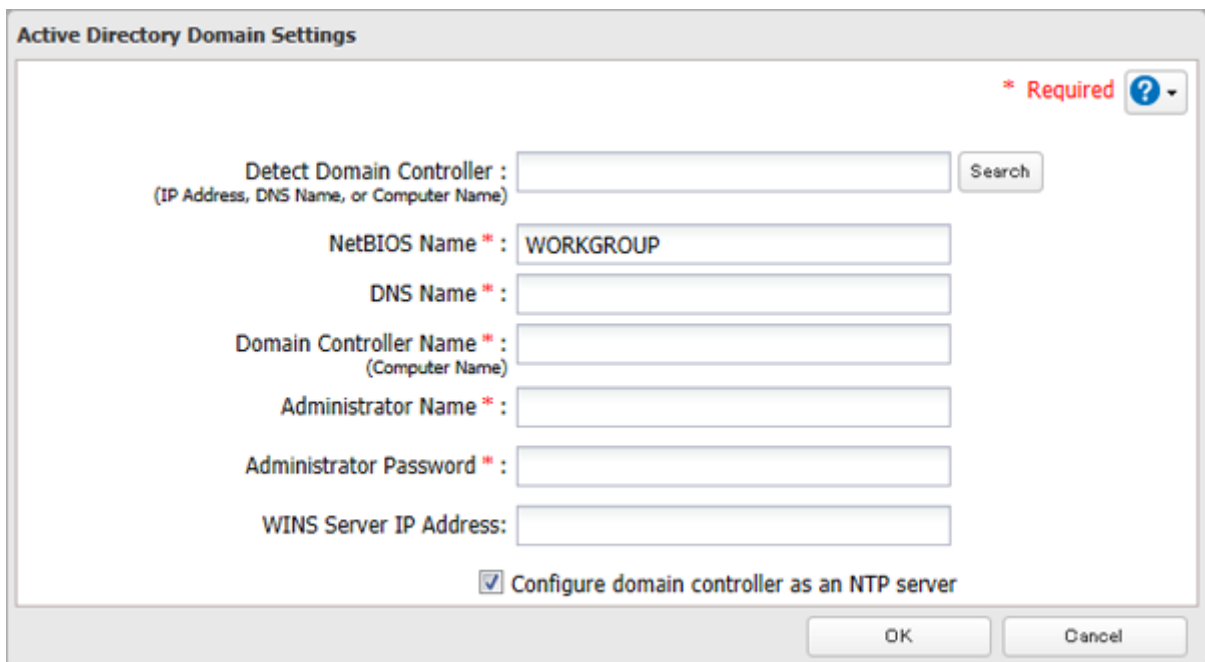 Active Directory Domain Settings
* Required ?
Detect Domain Controller : Search
(IP Address, DNS Name, or Computer Name)
NetBIOS Name * : WORKGROUP
DNS Name * :
Domain Controller Name * :
(Computer Name)
Administrator Name * :
Administrator Password * :
WINS Server IP Address:
Configure domain controller as an NTP server
OK Cancel